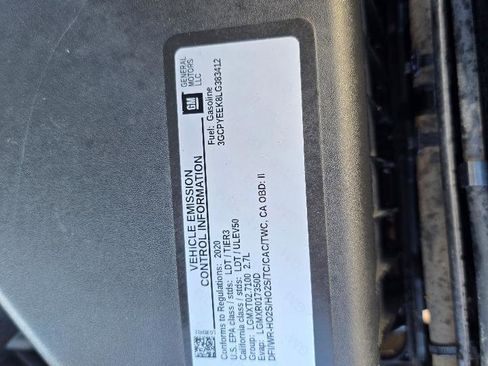 GM
GENERAL
MOTORS
LLC
VEHICLE EMISSION
CONTROL INFORMATION
Fuel: Gasoline
3GCPYEEK8LG383412
Conforms to Regulations: 2020
U.S. EPA class / stds: LDT / TIER3
California class / stds: LDT / ULEV50
Group: LGMXT02.7100 2.7L
Evap: LGMXR017350D
DFI/WR-HO2S/HO2S/TC/CAC/TWC, CA OBD: II